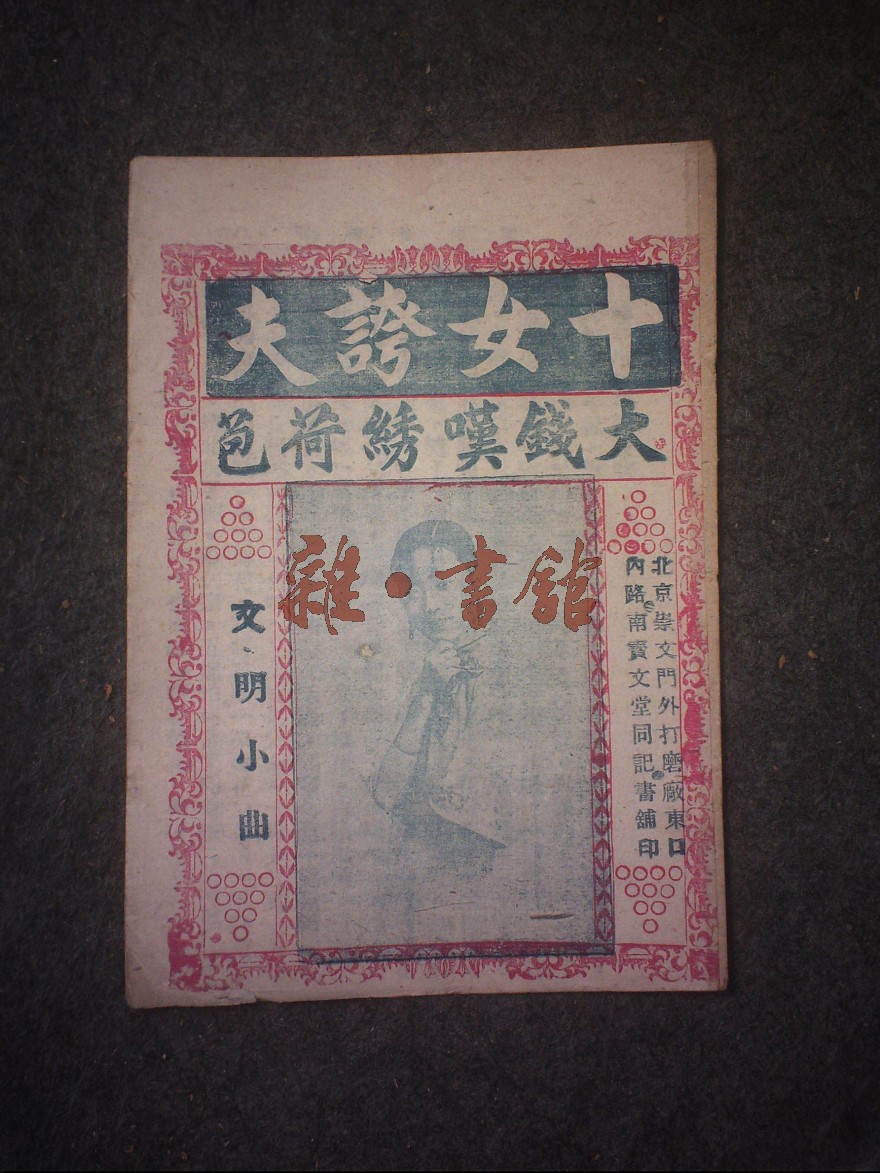 十女誇夫
大錢嘆綉荷苞
北京崇文門外打磨廠東口
內路南寶文堂同記書鋪印
文明小曲
雜·書館